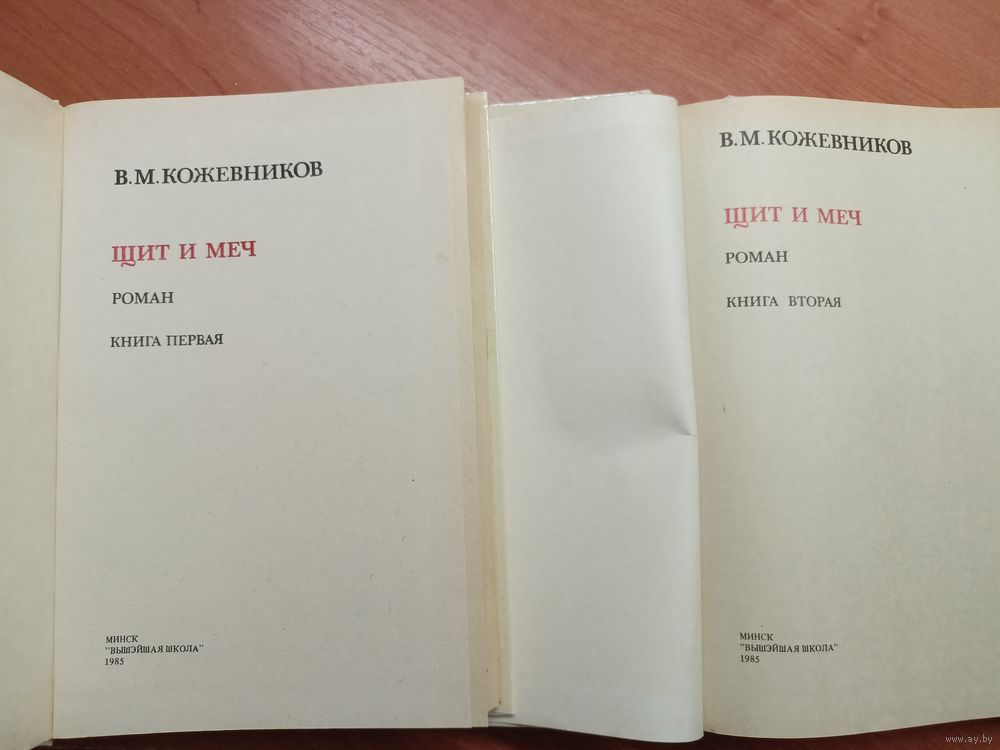 В.М.КОЖЕВНИКОВ
ЩИТ И МЕЧ
РОМАН
КНИГА ПЕРВАЯ
МИНСК
"ВЫШЭЙШАЯ ШКОЛА"
1985
В.М.КОЖЕВНИКОВ
ЩИТ И МЕЧ
РОМАН
КНИГА ВТОРАЯ
МИНСК
"ВЫШЭЙШАЯ ШКОЛА"
1985
www.ay.by